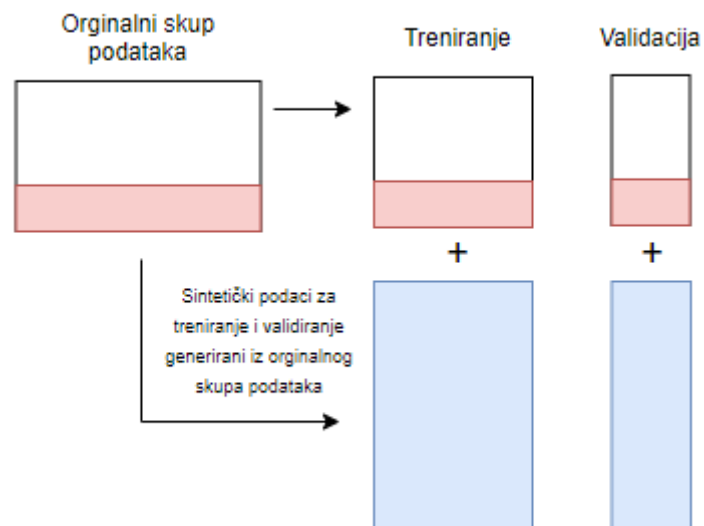 Orginalni skup
podataka
Treniranje
Validacija
+
+
Sintetički podaci za
treniranje i validiranje
generirani iz orginalnog
skupa podataka